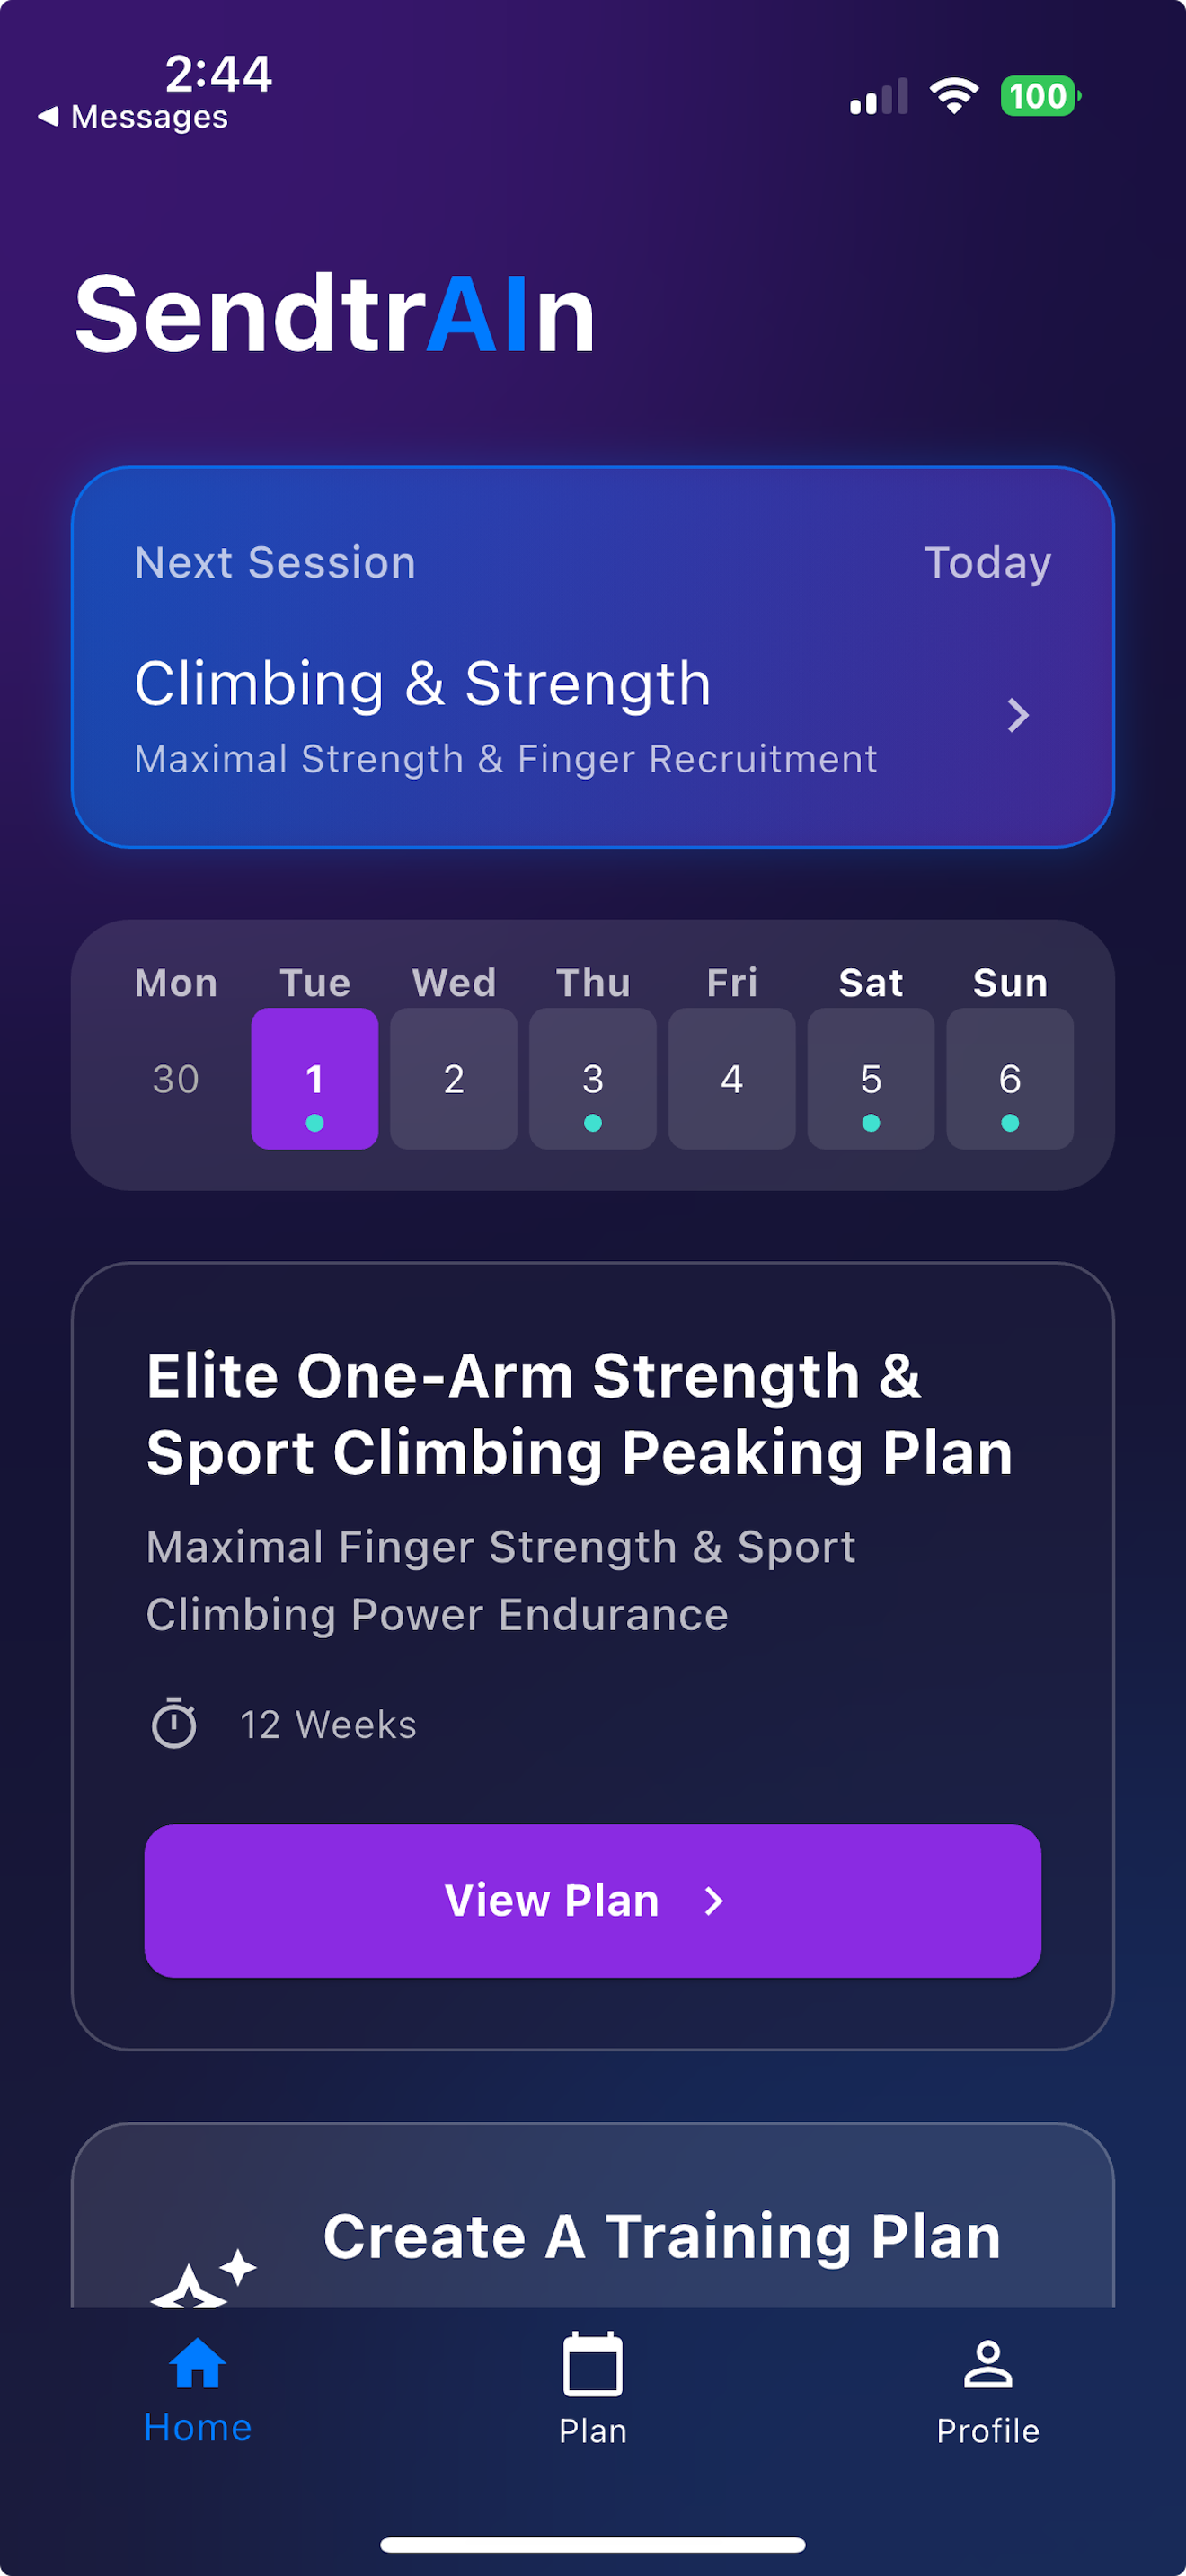 2:44
Messages
100
SendtrAIn
Next Session
Today
Climbing & Strength
Maximal Strength & Finger Recruitment
Mon Tue Wed Thu Fri Sat Sun
30 1 2 3 4 5 6
Elite One-Arm Strength &
Sport Climbing Peaking Plan
Maximal Finger Strength & Sport
Climbing Power Endurance
12 Weeks
View Plan
Create A Training Plan
Home
Plan
Profile